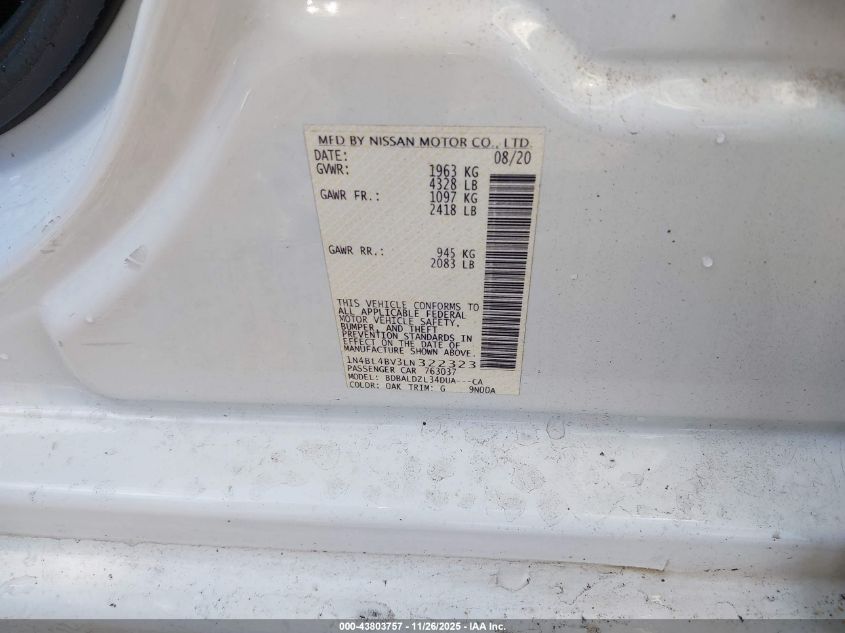 MFD BY NISSAN MOTOR CO., LTD
DATE: 08/20
GVWR: 1963 KG
4328 LB
GAWR FR.: 1097 KG
2418 LB
GAWR RR.: 945 KG
2083 LB
THIS VEHICLE CONFORMS TO
ALL APPLICABLE FEDERAL
MOTOR VEHICLE SAFETY,
BUMPER, AND THEFT
PREVENTION STANDARDS IN
EFFECT ON THE DATE OF
MANUFACTURE SHOWN ABOVE.
1N4BL4BV3LN322323
PASSENGER CAR 763037
MODEL: BDBALDZL34DUA---CA
COLOR: QAK TRIM: G 9N00A
000-43803757 - 11/26/2025 - IAA Inc.